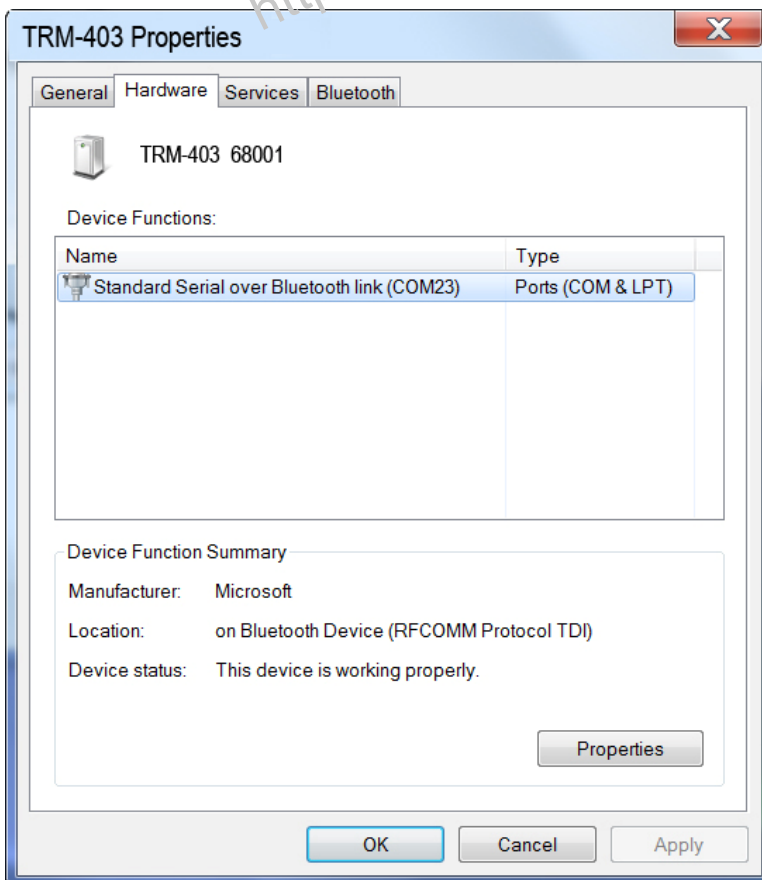 TRM-403 Properties
General Hardware Services Bluetooth
TRM-403 68001
Device Functions:
Name Type
Standard Serial over Bluetooth link (COM23) Ports (COM & LPT)
Device Function Summary
Manufacturer: Microsoft
Location: on Bluetooth Device (RFCOMM Protocol TDI)
Device status: This device is working properly.
Properties
OK Cancel Apply